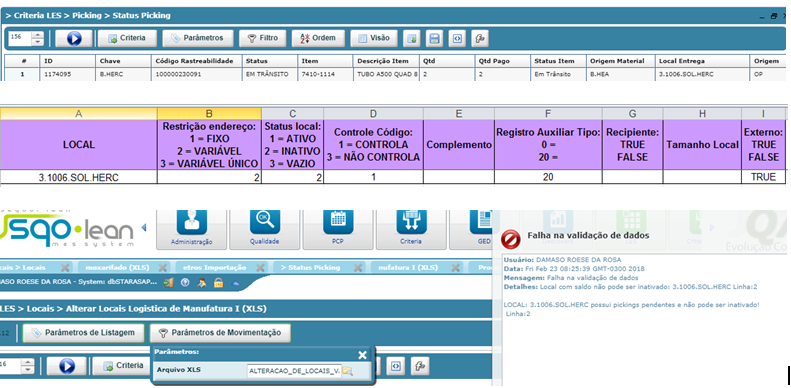 > Criteria LES > Picking > Status Picking
156 Criteria Parâmetros Filtro Ordem Visão
# ID Chave Código Rastreabilidade Status Item Descrição Item Qtd Qtd Pago Status Item Origem Material Local Entrega Origem
1 1174095 B.HERC 100000230091 EM TRÂNSITO 7410-1114 TUBO A500 QUAD 8 2 2 Em Trânsito B.HEA 3.1006.SOL.HERC OP
A B C D E F G H I
LOCAL Restrição endereço: 1 = FIXO 2 = VARIÁVEL 3 = VARIÁVEL ÚNICO Status local: 1 = ATIVO 2 = INATIVO 3 = VAZIO Controle Código: 1 = CONTROLA 3 = NÃO CONTROLA Complemento Registro Auxiliar Tipo: 0 = 20 = Recipiente: TRUE FALSE Tamanho Local Externo: TRUE FALSE
3.1006.SOL.HERC 2 2 1 20 TRUE
sqo-lean
mes system
Administração Qualidade PCP Criteria GED
Evolução Co
cais > Locais moxarifado (XLS) etros Importação > Status Picking nufatura I (XLS) Pro
ASO ROESE DA ROSA - System: dbSTARASAP...
LES > Locais > Alterar Locais Logistica de Manufatura I (XLS)
112 Parâmetros de Listagem Parâmetros de Movimentação
Parâmetros:
Arquivo XLS ALTERACAO_DE_LOCAIS_V
16 Criteria
Falha na validação de dados
Usuário: DAMASO ROESE DA ROSA
Data: Fri Feb 23 08:25:39 GMT-0300 2018
Mensagem: Falha na validação de dados
Detalhes: Local com saldo não pode ser inativado: 3.1006.SOL.HERC Linha:2
LOCAL: 3.1006.SOL.HERC possui pickings pendentes e não pode ser inativado!
Linha:2